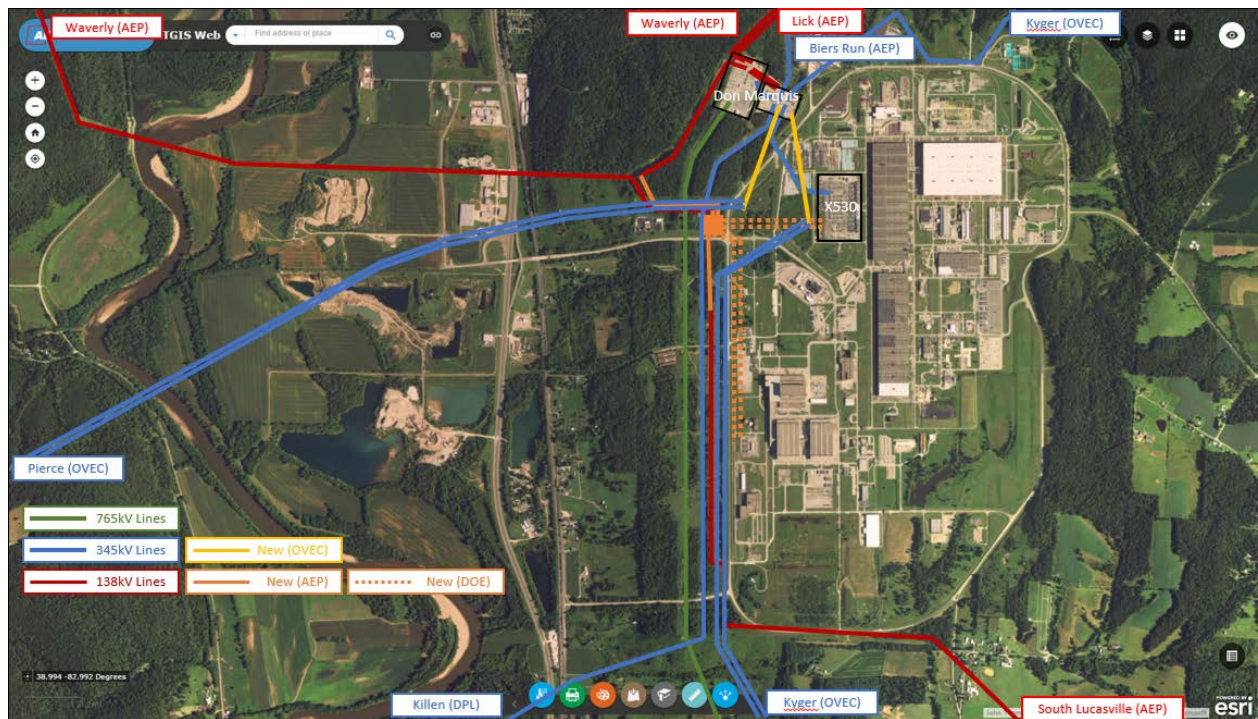 Waverly (AEP)
TGIS Web
Find address or place
Waverly (AEP)
Lick (AEP)
Kyger (OVEC)
Biers Run (AEP)
Don Marquis
X530
Pierce (OVEC)
765kV Lines
345kV Lines
New (OVEC)
138kV Lines
New (AEP)
New (DOE)
38.994 -82.992 Degrees
Killen (DPL)
Kyger (OVEC)
South Lucasville (AEP)
POWERED BY
esri